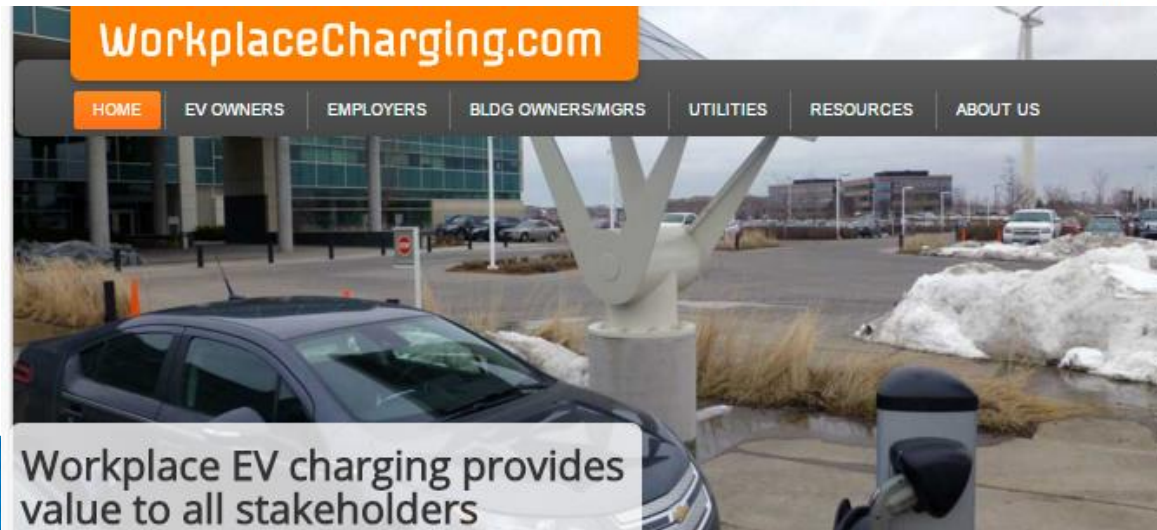 WorkplaceCharging.com
HOME EV OWNERS EMPLOYERS BLDG OWNERS/MGRS UTILITIES RESOURCES ABOUT US
Workplace EV charging provides
value to all stakeholders